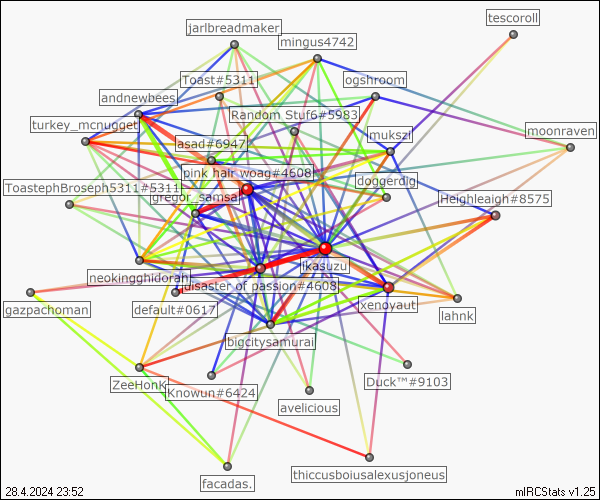 tescoroll
jarlbreadmaker
mingus4742
Toast#5311
ogshroom
andnewbees
Random Stuf6#5983
turkey_mcnugget
asad#6947
mukszi
moonraven
pink hair woag#4608
ToastephBroseph5311#5311
gregor_samsa
doggerdig
Heighleaigh#8575
likasuzu
neokingghidorah
disaster of passion#4608
gazpachoman
default#0617
xenoyaut
lahnk
bigcitysamurai
ZeeHonK
Knowun#6424
Duck™#9103
avelicious
facadas.
thiccusboiusalexusjoneus
28.4.2024 23:52
mIRCStats v1.25